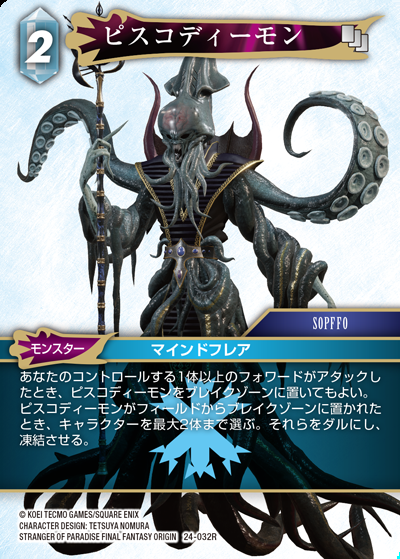 2
ピスコディーモン
SOPFFO
モンスター
マインドフレア
あなたのコントロールする1体以上のフォワードがアタックし
たとき、ピスコディーモンをブレイクゾーンに置いてもよい。
ピスコディーモンがフィールドからブレイクゾーンに置かれた
とき、キャラクターを最大2体まで選ぶ。それらをダルにし、
凍結させる。
© KOEI TECMO GAMES/SQUARE ENIX
CHARACTER DESIGN: TETSUYA NOMURA
STRANGER OF PARADISE FINAL FANTASY ORIGIN 24-032R